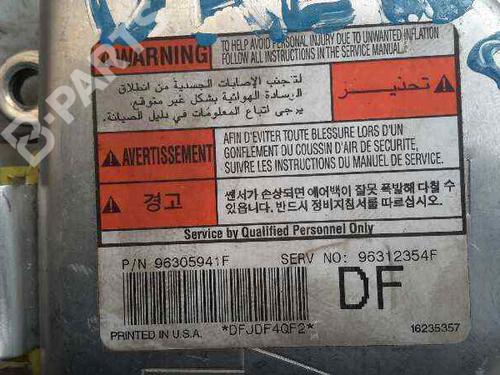 WARNING
TO HELP AVOID PERSONAL INJURY DUE TO UNWANTED INFLATION
FOLLOW ALL INSTRUCTIONS IN THE SERVICE MANUAL.
لتجنب الإصابات الجسدية من انطلاق
الوسادة الهوائية بشكل غير متوقع
يرجى اتباع المعلومات في دليل الصيانة.
تحذير
AVERTISSEMENT
AFIN D'EVITER TOUTE BLESSURE LORS D'UN
GONFLEMENT DU COUSSIN D'AIR DE SECURITE,
SUIVRE LES INSTRUCTIONS DU MANUEL DE SERVICE.
경고
쎈서가 손상되면 에어백이 잘못 폭발해 다칠 수
있습니다. 반드시 정비지침서를 따르십시오.
Service by Qualified Personnel Only
P/N 96305941F
SERV NO: 96312354F
DF
PRINTED IN U.S.A.
*DFJDF4QF2*
16235357
B-PARTS